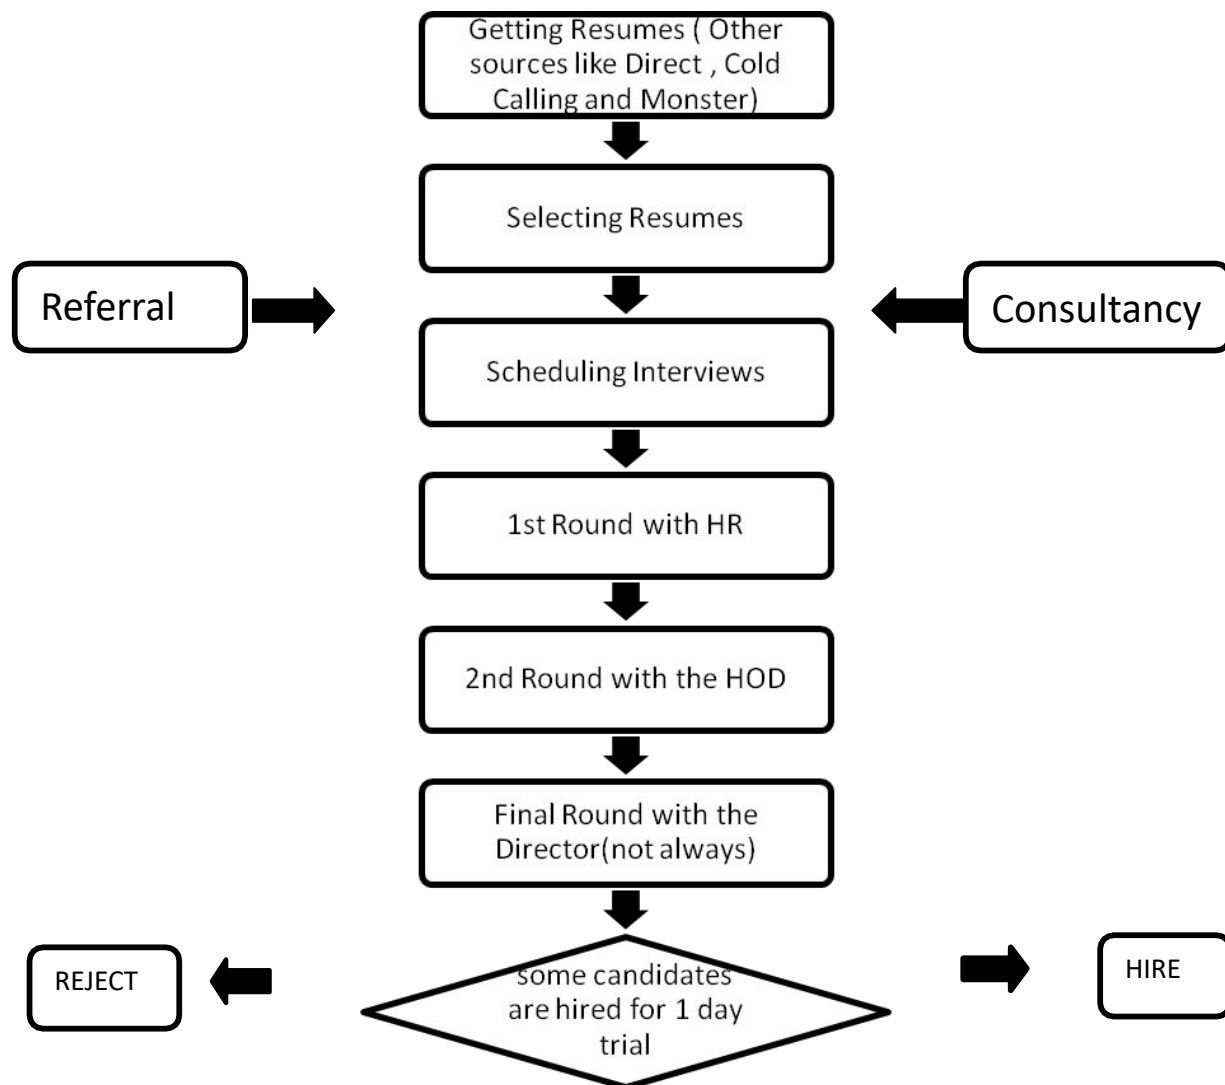 Getting Resumes ( Other
sources like Direct , Cold
Calling and Monster)
Selecting Resumes
Referral
Consultancy
Scheduling Interviews
1st Round with HR
2nd Round with the HOD
Final Round with the
Director(not always)
some candidates
are hired for 1 day
trial
REJECT
HIRE